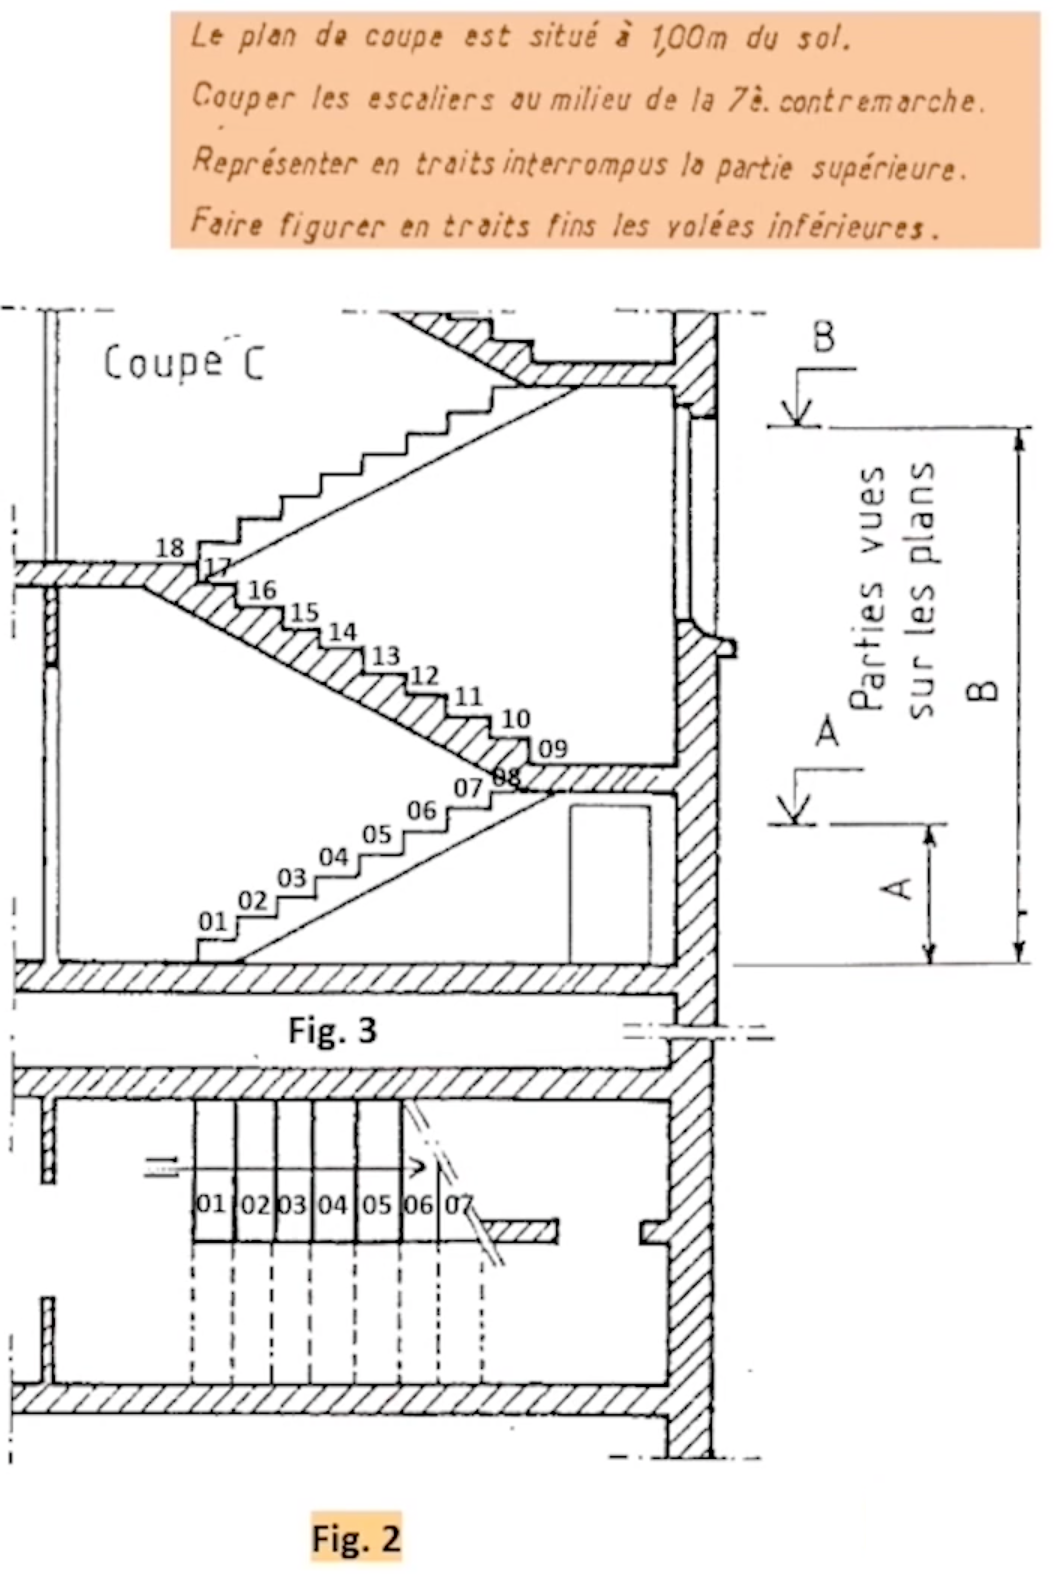 Le plan de coupe est situé à 1,00m du sol.
Couper les escaliers au milieu de la 7è. contremarche.
Représenter en traits interrompus la partie supérieure.
Faire figurer en traits fins les volées inférieures.
Coupe C
B
Parties vues
sur les plans
B
A
A
18
17
16
15
14
13
12
11
10
09
08
07
06
05
04
03
02
01
Fig. 3
01 02 03 04 05 06 07
Fig. 2